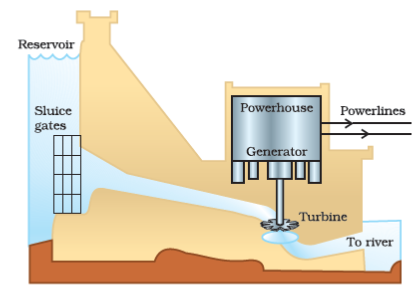 Reservoir
Sluice
gates
Powerhouse
Generator
Powerlines
Turbine
To river